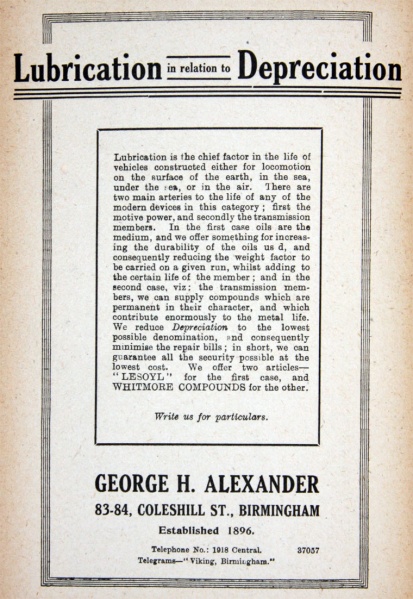 Lubrication in relation to Depreciation
Lubrication is the chief factor in the life of
vehicles constructed either for locomotion
on the surface of the earth, in the sea,
under the sea, or in the air. There are
two main arteries to the life of any of the
modern devices in this category; first the
motive power, and secondly the transmission
members. In the first case oils are the
medium, and we offer something for increas-
ing the durability of the oils us d, and
consequently reducing the weight factor to
be carried on a given run, whilst adding to
the certain life of the member; and in the
second case, viz: the transmission mem-
bers, we can supply compounds which are
permanent in their character, and which
contribute enormously to the metal life.
We reduce Depreciation to the lowest
possible denomination, and consequently
minimise the repair bills; in short, we can
guarantee all the security possible at the
lowest cost. We offer two articles—
"LESOYL" for the first case, and
WHITMORE COMPOUNDS for the other.
Write us for particulars.
GEORGE H. ALEXANDER
83-84, COLESHILL ST., BIRMINGHAM
Established 1896.
Telephone No.: 1918 Central. 37057
Telegrams—"Viking, Birmingham."